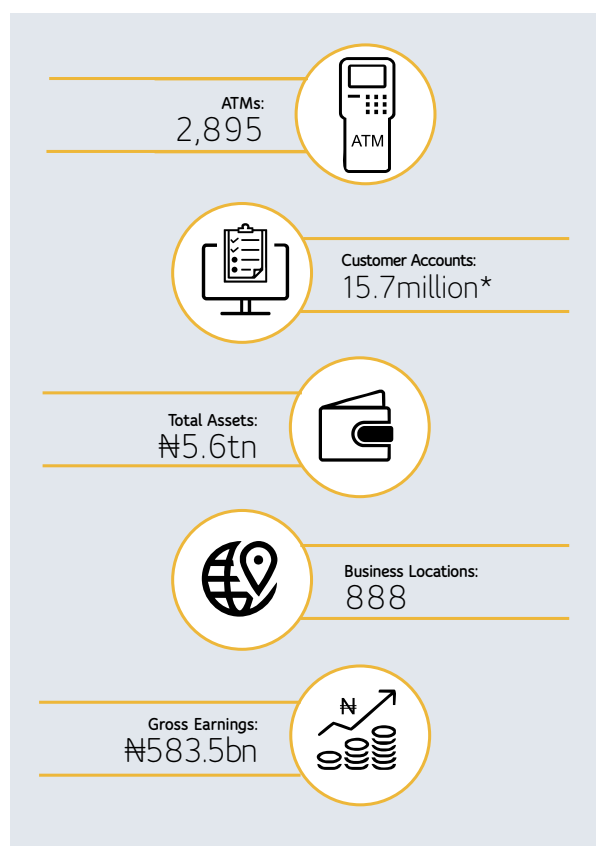 ATMs:
2,895
ATM
Customer Accounts:
15.7million*
Total Assets:
₦5.6tn
Business Locations:
888
Gross Earnings:
₦583.5bn
₦